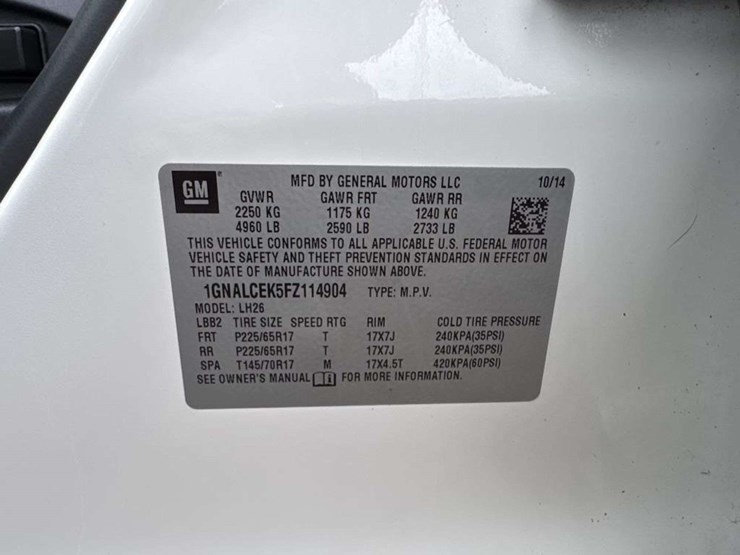 GM
MFD BY GENERAL MOTORS LLC 10/14
GVWR GAWR FRT GAWR RR
2250 KG 1175 KG 1240 KG
4960 LB 2590 LB 2733 LB
THIS VEHICLE CONFORMS TO ALL APPLICABLE U.S. FEDERAL MOTOR
VEHICLE SAFETY AND THEFT PREVENTION STANDARDS IN EFFECT ON
THE DATE OF MANUFACTURE SHOWN ABOVE.
1GNALCEK5FZ114904 TYPE: M.P.V.
MODEL: LH26
LBB2 TIRE SIZE SPEED RTG RIM COLD TIRE PRESSURE
FRT P225/65R17 T 17X7J 240KPA(35PSI)
RR P225/65R17 T 17X7J 240KPA(35PSI)
SPA T145/70R17 M 17X4.5T 420KPA(60PSI)
SEE OWNER'S MANUAL i FOR MORE INFORMATION.